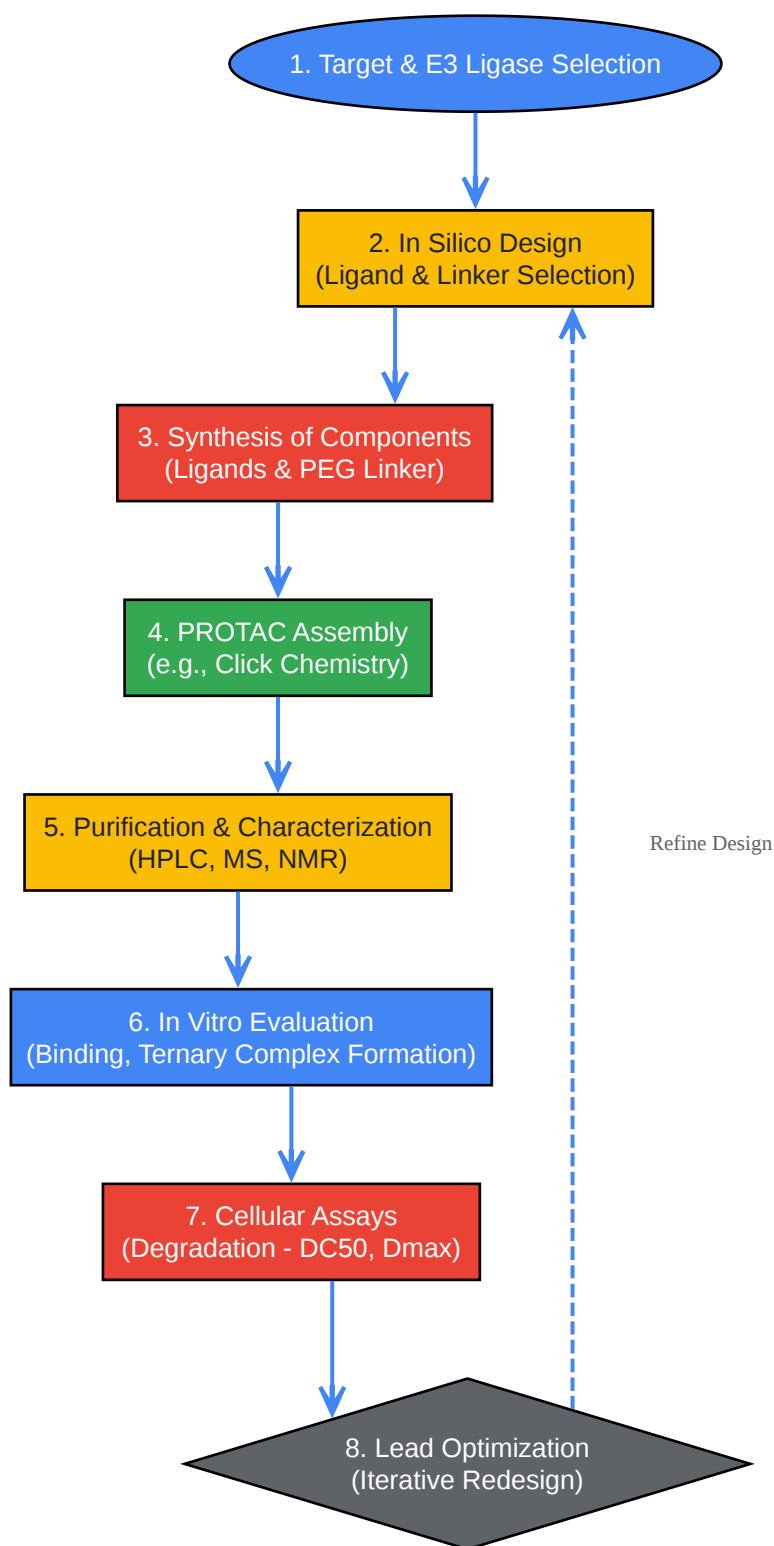 1. Target & E3 Ligase Selection
2. In Silico Design
(Ligand & Linker Selection)
3. Synthesis of Components
(Ligands & PEG Linker)
4. PROTAC Assembly
(e.g., Click Chemistry)
5. Purification & Characterization
(HPLC, MS, NMR)
Refine Design
6. In Vitro Evaluation
(Binding, Ternary Complex Formation)
7. Cellular Assays
(Degradation - DC50, Dmax)
8. Lead Optimization
(Iterative Redesign)